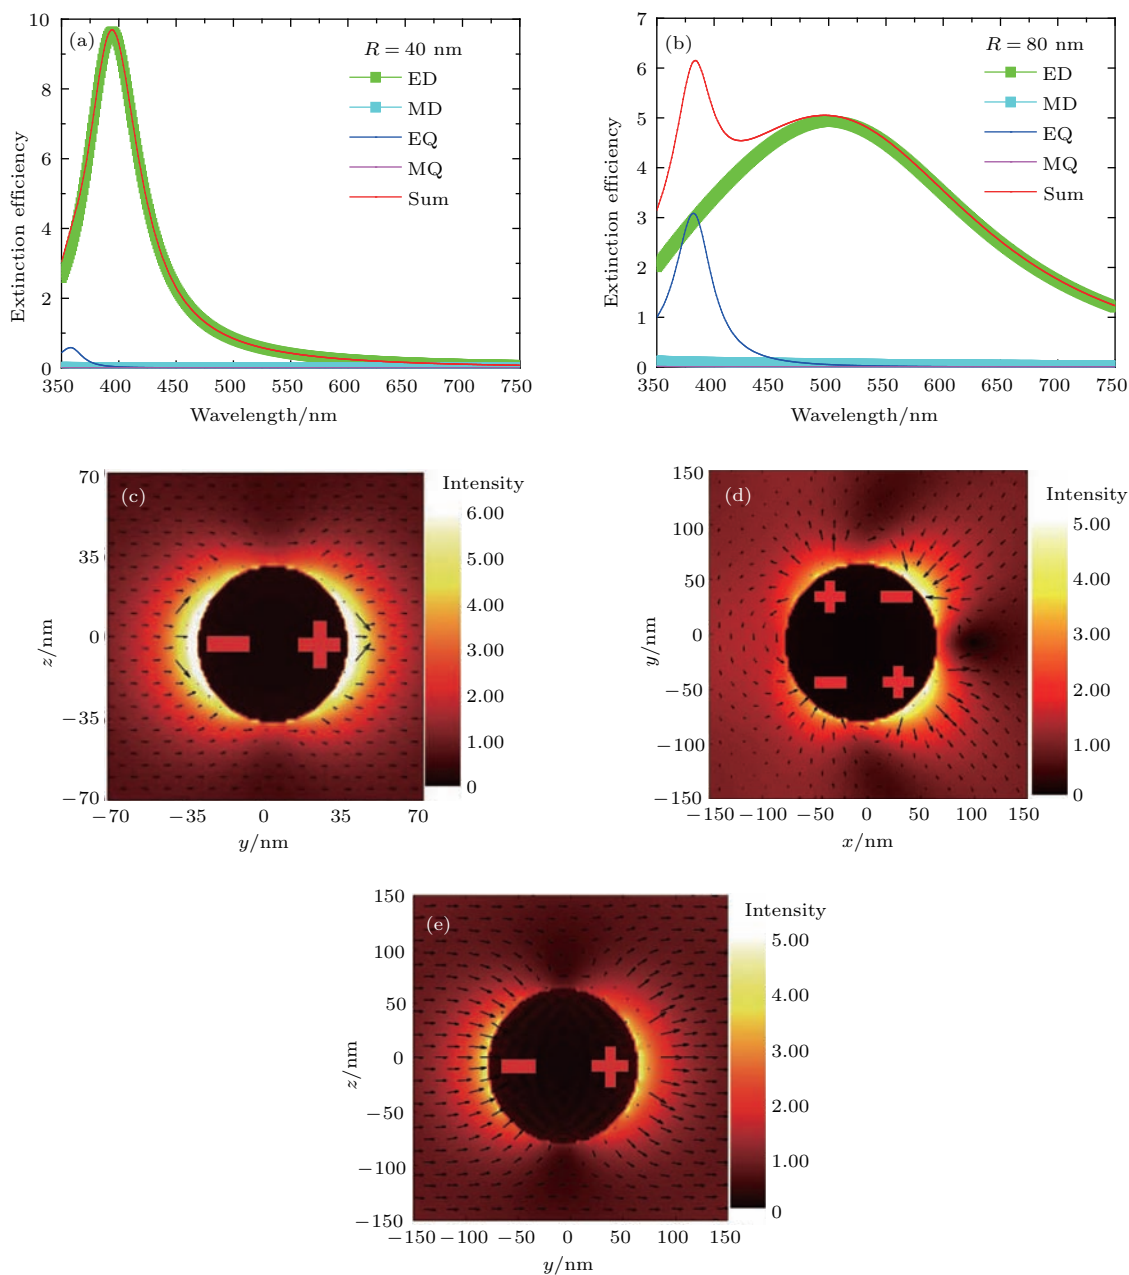 (a)
R = 40 nm
ED
MD
EQ
MQ
Sum
Extinction efficiency
10
8
6
4
2
0
350 400 450 500 550 600 650 700 750
Wavelength/nm
(b)
R = 80 nm
ED
MD
EQ
MQ
Sum
Extinction efficiency
7
6
5
4
3
2
1
0
350 400 450 500 550 600 650 700 750
Wavelength/nm
(c)
Intensity
6.00
5.00
4.00
3.00
2.00
1.00
0
z/nm
70
35
0
−35
−70
−70 −35 0 35 70
y/nm
(d)
Intensity
5.00
4.00
3.00
2.00
1.00
0
y/nm
150
100
50
0
−50
−100
−150
−150 −100 −50 0 50 100 150
x/nm
(e)
Intensity
5.00
4.00
3.00
2.00
1.00
0
z/nm
150
100
50
0
−50
−100
−150
−150 −100 −50 0 50 100 150
y/nm